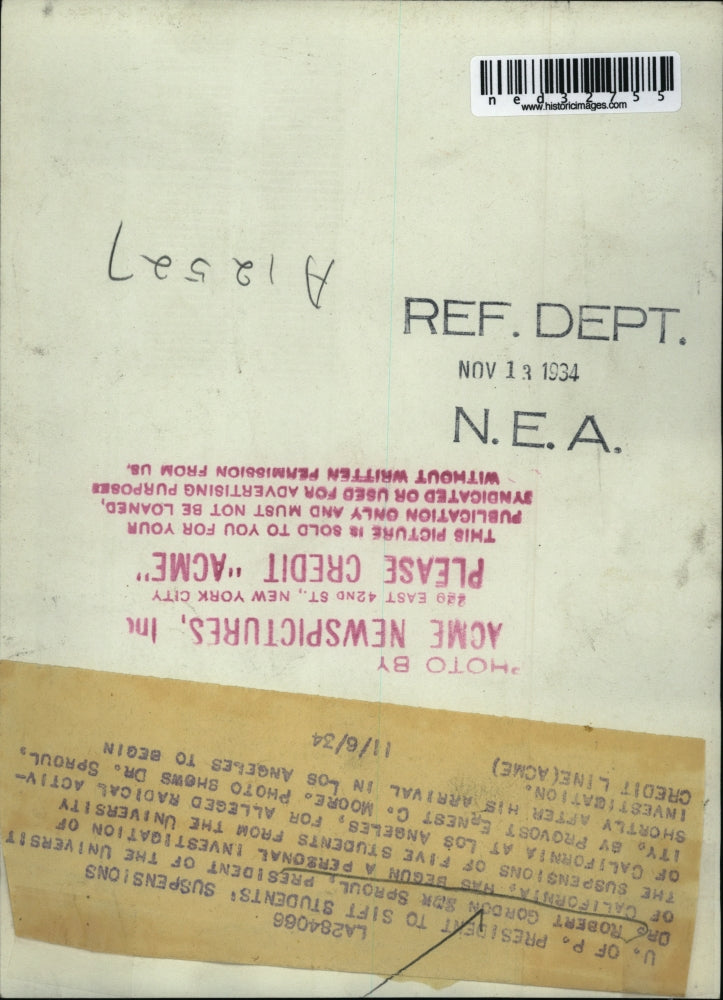 ned32755
www.historicimages.com
REF. DEPT.
NOV 13 1934
N.E.A.
A12527
LA284066
U. OF P. PRESIDENT TO SIFT STUDENTS' SUSPENSIONS
DR. ROBERT GORDON SPROUL, PRESIDENT OF THE UNIVERSIT
OF CALIFORNIA, HAS BEGUN A PERSONAL INVESTIGATION OF
THE SUSPENSIONS OF FIVE STUDENTS FROM THE UNIVERSITY
OF CALIFORNIA AT LOS ANGELES, FOR ALLEGED RADICAL ACTIV-
ITY, BY PROVOST ERNEST C. MOORE. PHOTO SHOWS DR. SPROUL,
SHORTLY AFTER HIS ARRIVAL IN LOS ANGELES TO BEGIN
INVESTIGATION.
CREDIT LINE(ACME) 11/6/34
PHOTO BY
ACME NEWSPICTURES, Inc
220 EAST 42ND ST., NEW YORK CITY
PLEASE CREDIT "ACME"
THIS PICTURE IS SOLD TO YOU FOR YOUR
PUBLICATION ONLY AND MUST NOT BE LOANED,
SYNDICATED OR USED FOR ADVERTISING PURPOSES
WITHOUT WRITTEN PERMISSION FROM US.